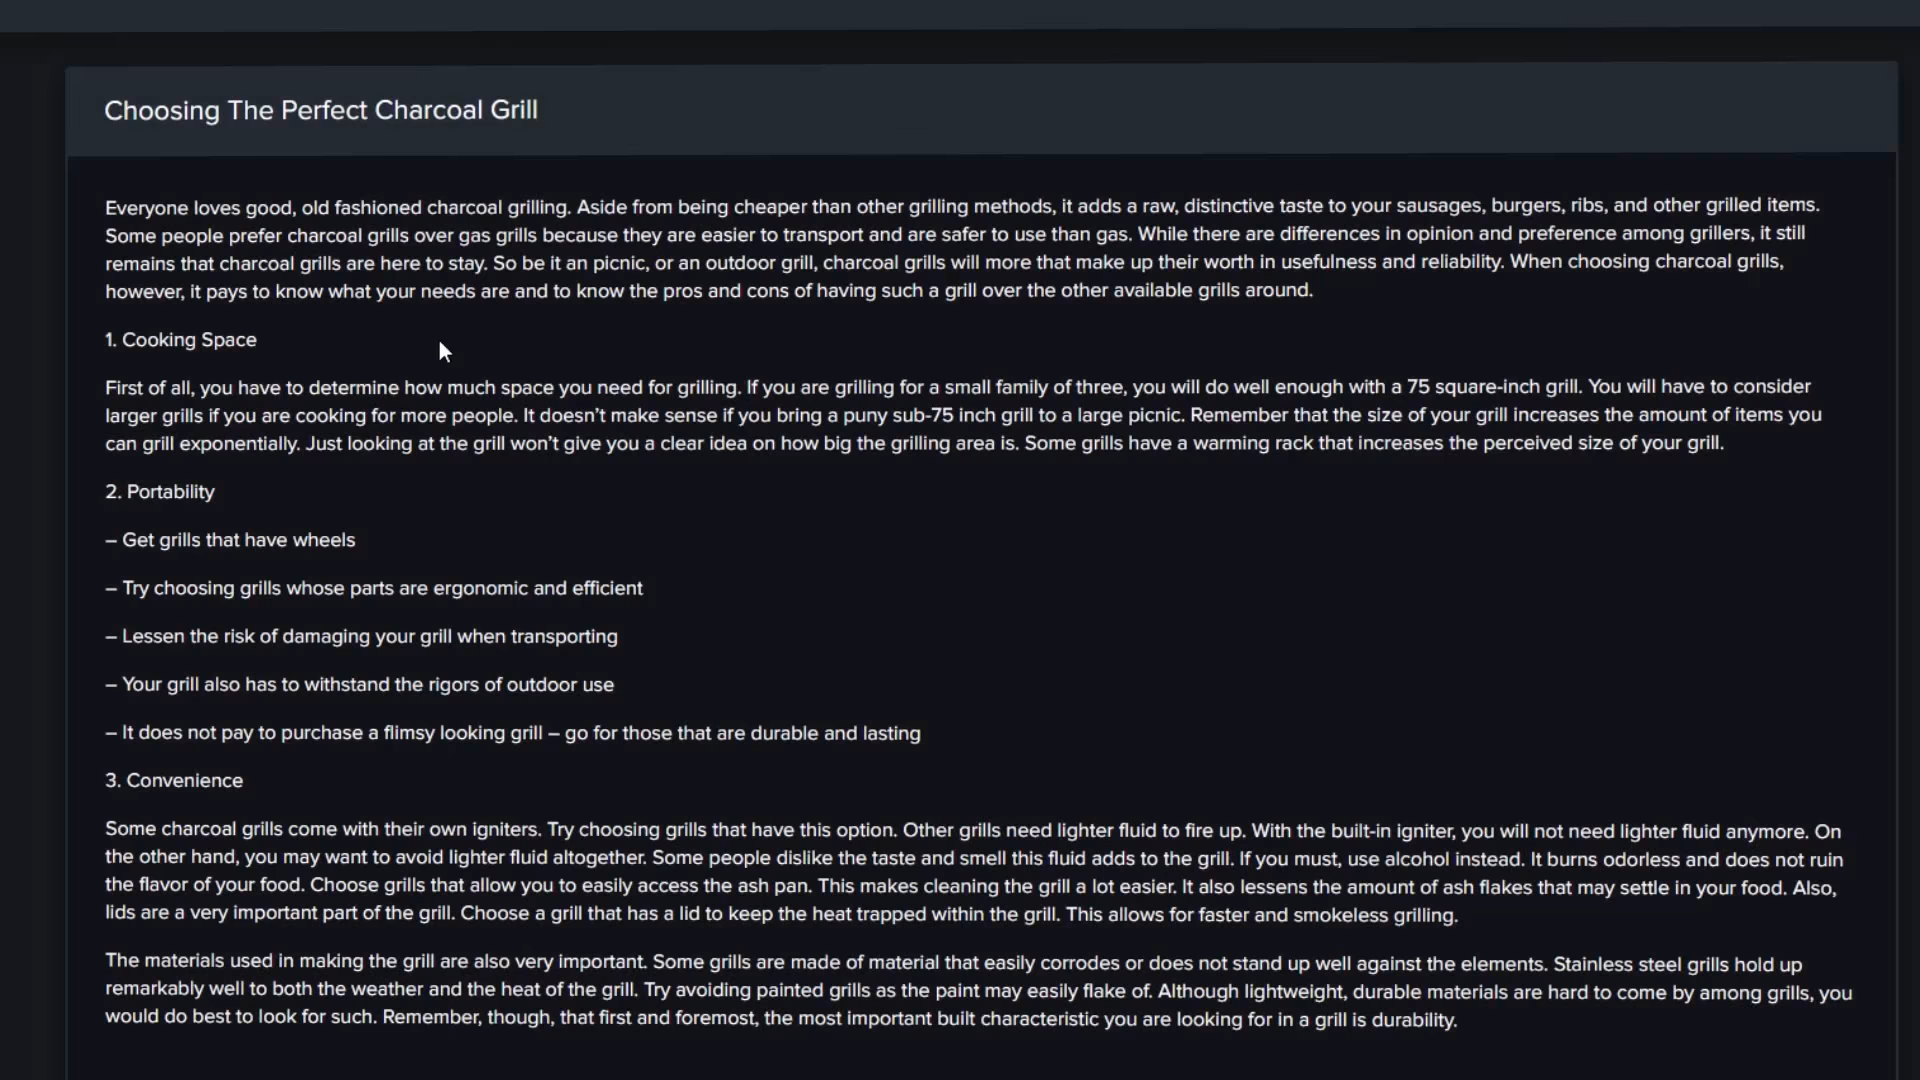 Choosing The Perfect Charcoal Grill
Everyone loves good, old fashioned charcoal grilling. Aside from being cheaper than other grilling methods, it adds a raw, distinctive taste to your sausages, burgers, ribs, and other grilled items.
Some people prefer charcoal grills over gas grills because they are easier to transport and are safer to use than gas. While there are differences in opinion and preference among grillers, it still
remains that charcoal grills are here to stay. So be it an picnic, or an outdoor grill, charcoal grills will more that make up their worth in usefulness and reliability. When choosing charcoal grills,
however, it pays to know what your needs are and to know the pros and cons of having such a grill over the other available grills around.
1. Cooking Space
First of all, you have to determine how much space you need for grilling. If you are grilling for a small family of three, you will do well enough with a 75 square-inch grill. You will have to consider
larger grills if you are cooking for more people. It doesn’t make sense if you bring a puny sub-75 inch grill to a large picnic. Remember that the size of your grill increases the amount of items you
can grill exponentially. Just looking at the grill won’t give you a clear idea on how big the grilling area is. Some grills have a warming rack that increases the perceived size of your grill.
2. Portability
– Get grills that have wheels
– Try choosing grills whose parts are ergonomic and efficient
– Lessen the risk of damaging your grill when transporting
– Your grill also has to withstand the rigors of outdoor use
– It does not pay to purchase a flimsy looking grill – go for those that are durable and lasting
3. Convenience
Some charcoal grills come with their own igniters. Try choosing grills that have this option. Other grills need lighter fluid to fire up. With the built-in igniter, you will not need lighter fluid anymore. On
the other hand, you may want to avoid lighter fluid altogether. Some people dislike the taste and smell this fluid adds to the grill. If you must, use alcohol instead. It burns odorless and does not ruin
the flavor of your food. Choose grills that allow you to easily access the ash pan. This makes cleaning the grill a lot easier. It also lessens the amount of ash flakes that may settle in your food. Also,
lids are a very important part of the grill. Choose a grill that has a lid to keep the heat trapped within the grill. This allows for faster and smokeless grilling.
The materials used in making the grill are also very important. Some grills are made of material that easily corrodes or does not stand up well against the elements. Stainless steel grills hold up
remarkably well to both the weather and the heat of the grill. Try avoiding painted grills as the paint may easily flake of. Although lightweight, durable materials are hard to come by among grills, you
would do best to look for such. Remember, though, that first and foremost, the most important built characteristic you are looking for in a grill is durability.